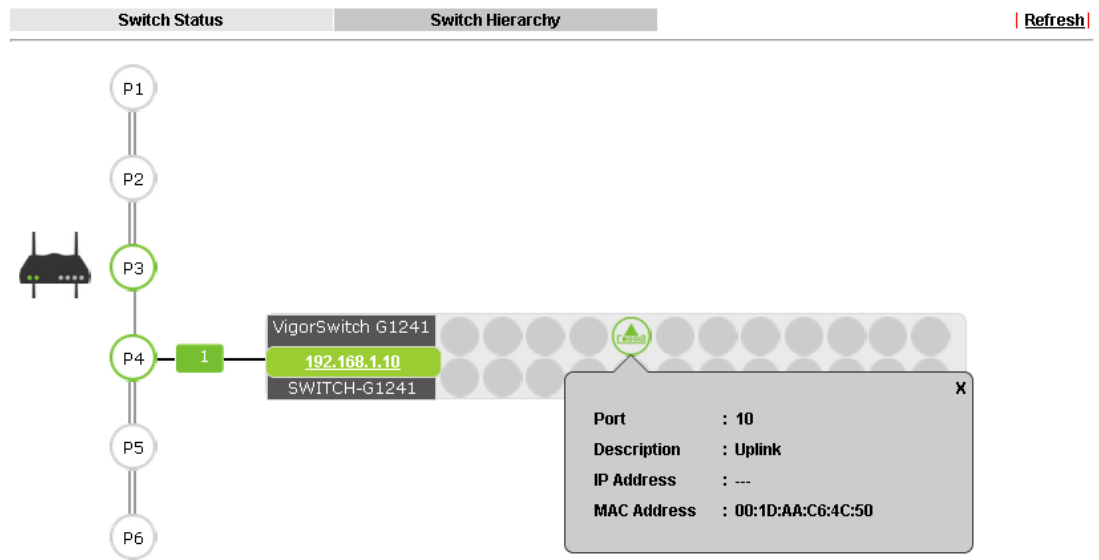 Switch Status Switch Hierarchy | Refresh |
P1
P2
P3
VigorSwitch G1241
P4 1 192.168.1.10
SWITCH-G1241
X
Port : 10
Description : Uplink
P5
IP Address : ---
MAC Address : 00:1D:AA:C6:4C:50
P6